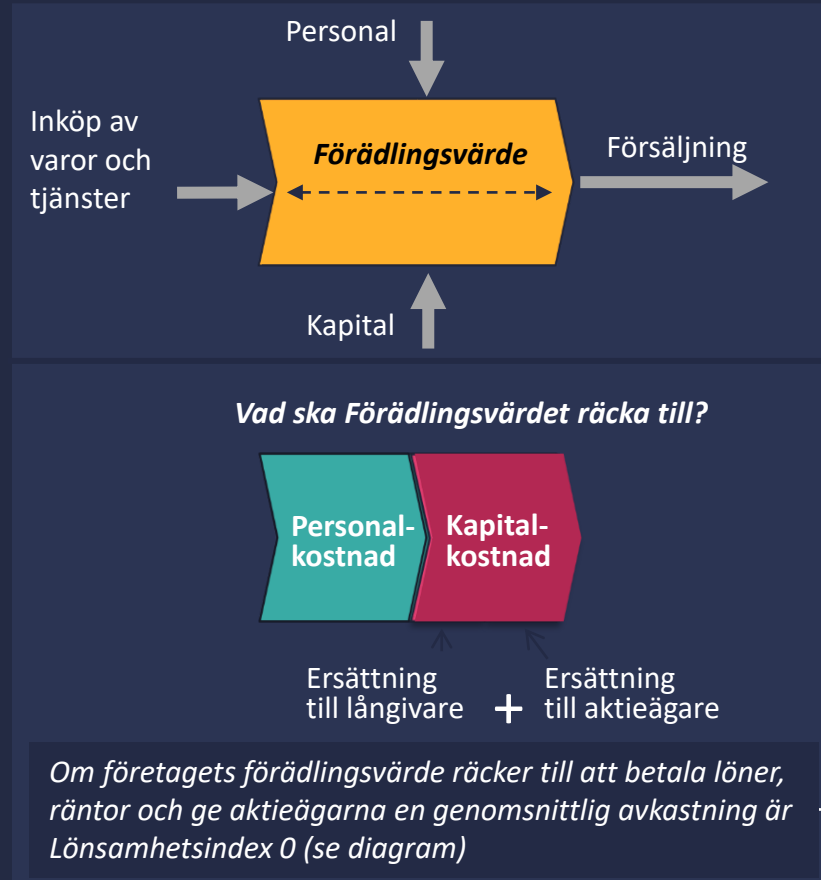 Personal
Inköp av
varor och
tjänster
Förädlingsvärde
Försäljning
Kapital
Vad ska Förädlingsvärdet räcka till?
Personal-
kostnad
Kapital-
kostnad
Ersättning
till långivare
+
Ersättning
till aktieägare
Om företagets förädlingsvärde räcker till att betala löner,
räntor och ge aktieägarna en genomsnittlig avkastning är
Lönsamhetsindex 0 (se diagram)